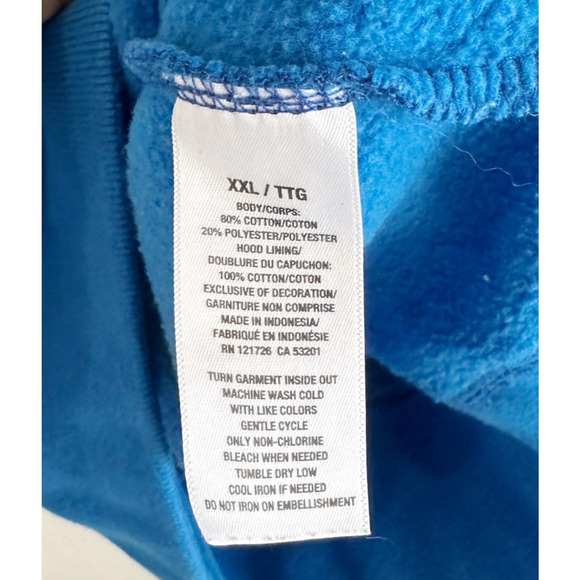 XXL / TTG
BODY/CORPS:
80% COTTON/COTON
20% POLYESTER/POLYESTER
HOOD LINING/
DOUBLURE DU CAPUCHON:
100% COTTON/COTON
EXCLUSIVE OF DECORATION/
GARNITURE NON COMPRISE
MADE IN INDONESIA/
FABRIQUÉ EN INDONÉSIE
RN 121726 CA 53201
TURN GARMENT INSIDE OUT
MACHINE WASH COLD
WITH LIKE COLORS
GENTLE CYCLE
ONLY NON-CHLORINE
BLEACH WHEN NEEDED
TUMBLE DRY LOW
COOL IRON IF NEEDED
DO NOT IRON ON EMBELLISHMENT